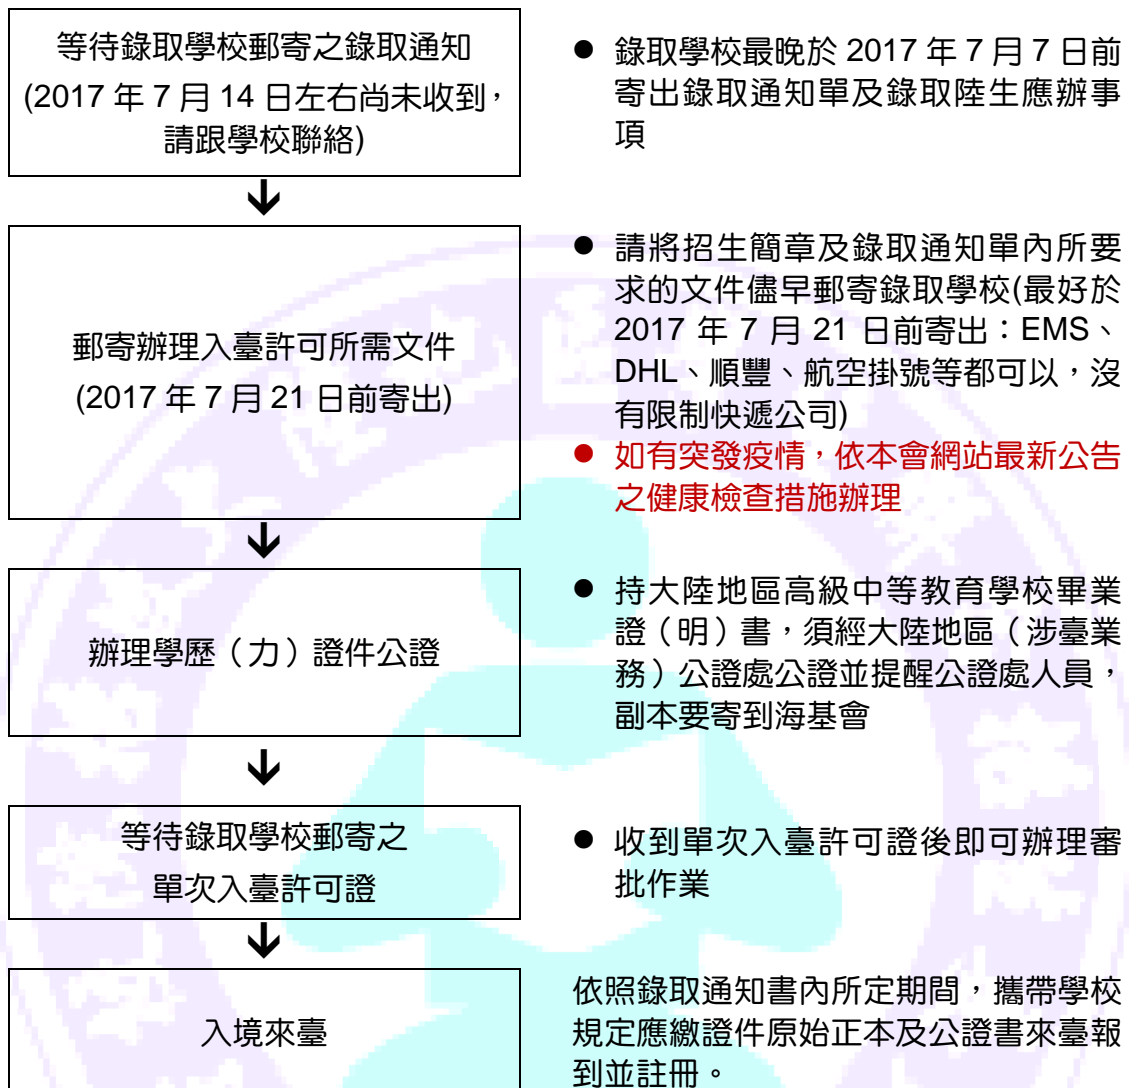 等待錄取學校郵寄之錄取通知
(2017 年 7 月 14 日左右尚未收到，
請跟學校聯絡)
● 錄取學校最晚於 2017 年 7 月 7 日前
寄出錄取通知單及錄取陸生應辦事
項
郵寄辦理入臺許可所需文件
(2017 年 7 月 21 日前寄出)
● 請將招生簡章及錄取通知單內所要
求的文件儘早郵寄錄取學校(最好於
2017 年 7 月 21 日前寄出：EMS、
DHL、順豐、航空掛號等都可以，沒
有限制快遞公司)
● 如有突發疫情，依本會網站最新公告
之健康檢查措施辦理
辦理學歷（力）證件公證
● 持大陸地區高級中等教育學校畢業
證（明）書，須經大陸地區（涉臺業
務）公證處公證並提醒公證處人員，
副本要寄到海基會
等待錄取學校郵寄之
單次入臺許可證
● 收到單次入臺許可證後即可辦理審
批作業
入境來臺
依照錄取通知書內所定期間，攜帶學校
規定應繳證件原始正本及公證書來臺報
到並註冊。